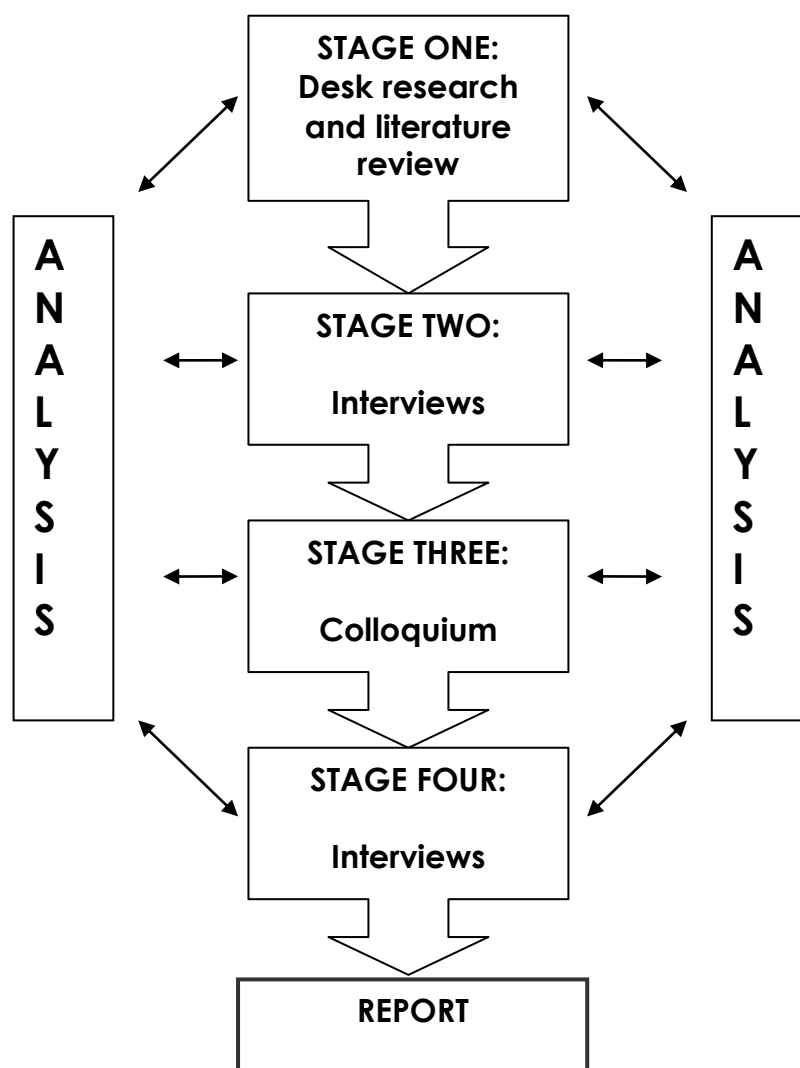 STAGE ONE:
Desk research
and literature
review
A
N
A
L
Y
S
I
S
STAGE TWO:
Interviews
STAGE THREE:
Colloquium
STAGE FOUR:
Interviews
A
N
A
L
Y
S
I
S
REPORT